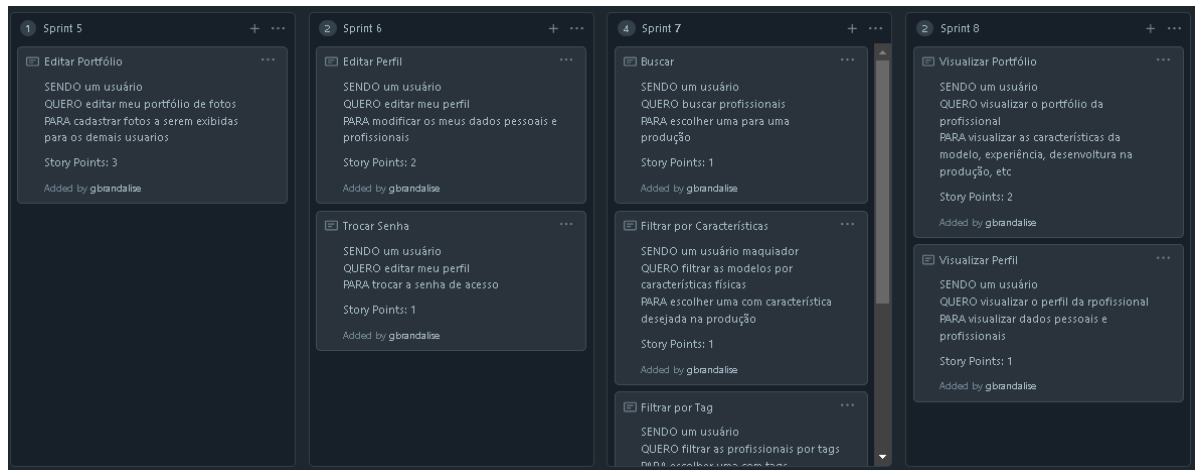 1 Sprint 5
Editar Portfólio
SENDO um usuário
QUERO editar meu portfólio de fotos
PARA cadastrar fotos a serem exibidas
para os demais usuarios
Story Points: 3
Added by gbrandalise
2 Sprint 6
Editar Perfil
SENDO um usuário
QUERO editar meu perfil
PARA modificar os meus dados pessoais e
profissionais
Story Points: 2
Added by gbrandalise
Trocar Senha
SENDO um usuário
QUERO editar meu perfil
PARA trocar a senha de acesso
Story Points: 1
Added by gbrandalise
4 Sprint 7
Buscar
SENDO um usuário
QUERO buscar profissionais
PARA escolher uma para uma
produção
Story Points: 1
Added by gbrandalise
Filtrar por Características
SENDO um usuário maquiador
QUERO filtrar as modelos por
características físicas
PARA escolher uma com característica
desejada na produção
Story Points: 1
Added by gbrandalise
Filtrar por Tag
SENDO um usuário
QUERO filtrar as profissionais por tags
PARA escolher uma com tags
2 Sprint 8
Visualizar Portfólio
SENDO um usuário
QUERO visualizar o portfólio da
profissional
PARA visualizar as características da
modelo, experiência, desenvoltura na
produção, etc
Story Points: 2
Added by gbrandalise
Visualizar Perfil
SENDO um usuário
QUERO visualizar o perfil da rpofissional
PARA visualizar dados pessoais e
profissionais
Story Points: 1
Added by gbrandalise